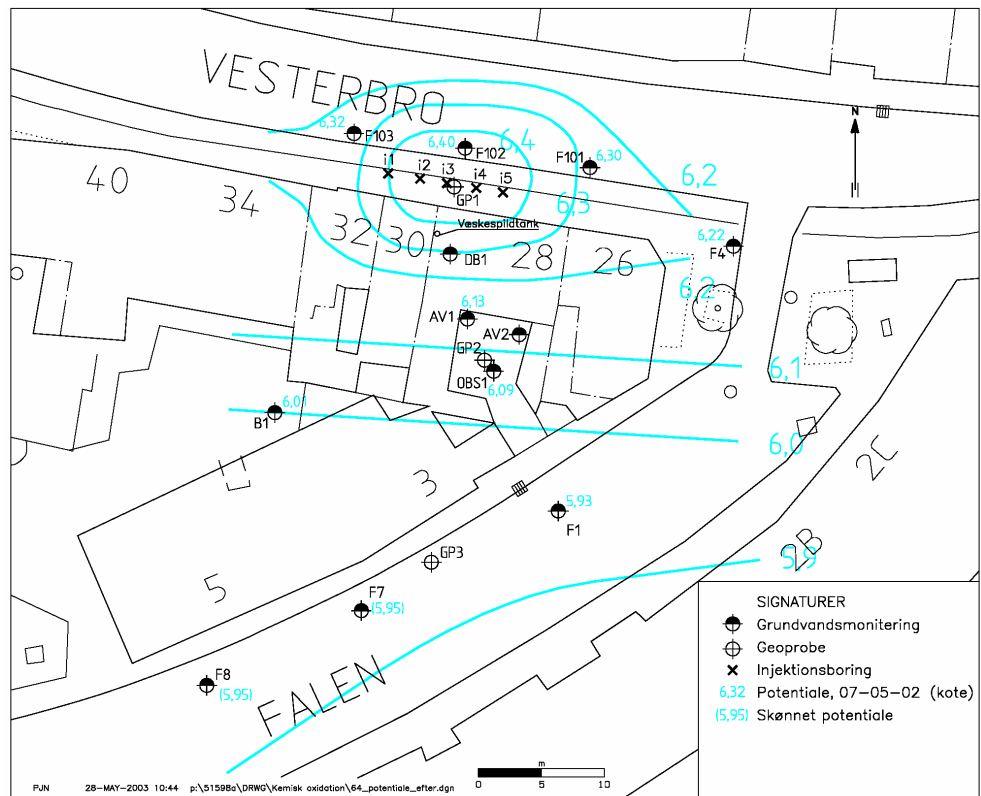 VESTERBRO
6,32
F103
6,40
F102
6,4
F101
6,30
6,2
i1
i2
i3
i4
i5
GP1
6,3
40
34
32
30
Væskespildtank
DB1
28
26
6,22
F4
6,2
6,13
AV1
AV2
GP2
OBS1
6,09
6,1
6,01
B1
6,0
3
2C
5,93
F1
2B
5,9
GP3
5
F7
(5,95)
F8
(5,95)
FALEN
N
SIGNATURER
Grundvandsmonitering
Geoprobe
Injektionsboring
6,32 Potentiale, 07-05-02 (kote)
(5,95) Skønnet potentiale
m
0 5 10
PJN 28-MAY-2003 10:44 p:\51598a\DRWG\Kemisk oxidation\64_potentiale_efter.dgn